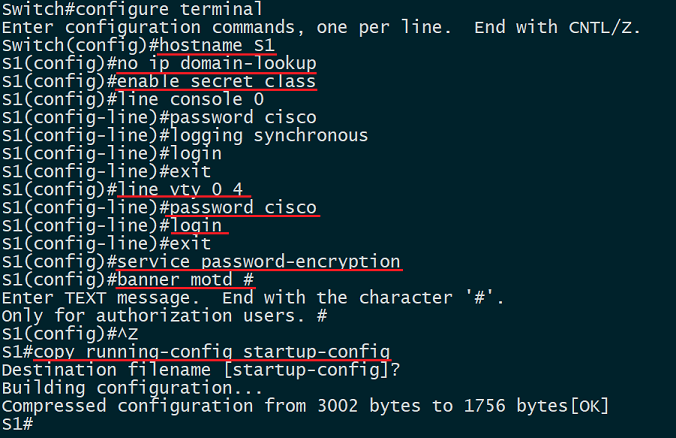 Switch#configure terminal
Enter configuration commands, one per line.  End with CNTL/Z.
Switch(config)#hostname S1
S1(config)#no ip domain-lookup
S1(config)#enable secret class
S1(config)#line console 0
S1(config-line)#password cisco
S1(config-line)#logging synchronous
S1(config-line)#login
S1(config-line)#exit
S1(config)#line vty 0 4
S1(config-line)#password cisco
S1(config-line)#login
S1(config-line)#exit
S1(config)#service password-encryption
S1(config)#banner motd #
Enter TEXT message.  End with the character '#'.
Only for authorization users. #
S1(config)#^Z
S1#copy running-config startup-config
Destination filename [startup-config]?
Building configuration...
Compressed configuration from 3002 bytes to 1756 bytes[OK]
S1#